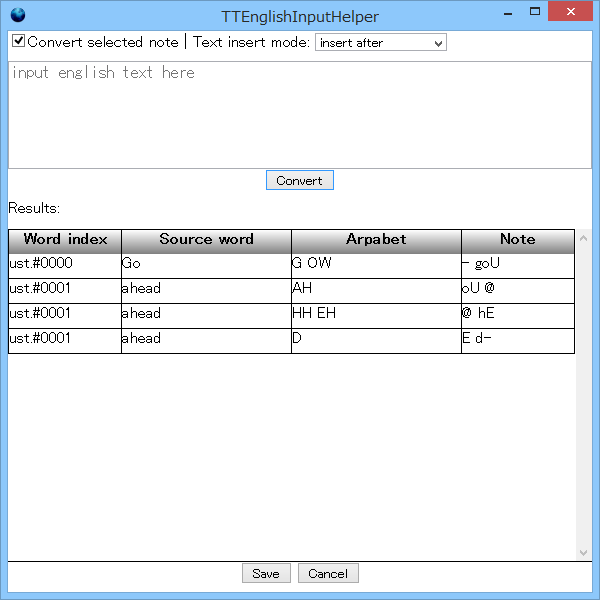 TTEnglishInputHelper
Convert selected note | Text insert mode: insert after
input english text here
Convert
Results:
Word index Source word Arpabet Note
ust.#0000 Go G OW - goU
ust.#0001 ahead AH oU @
ust.#0001 ahead HH EH @ hE
ust.#0001 ahead D E d-
Save Cancel